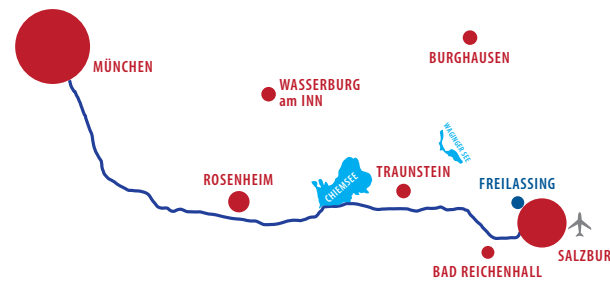 MÜNCHEN
BURGHAUSEN
WASSERBURG
am INN
WAGINGER SEE
ROSENHEIM
CHIEMSEE
TRAUNSTEIN
FREILASSING
SALZBUR
BAD REICHENHALL